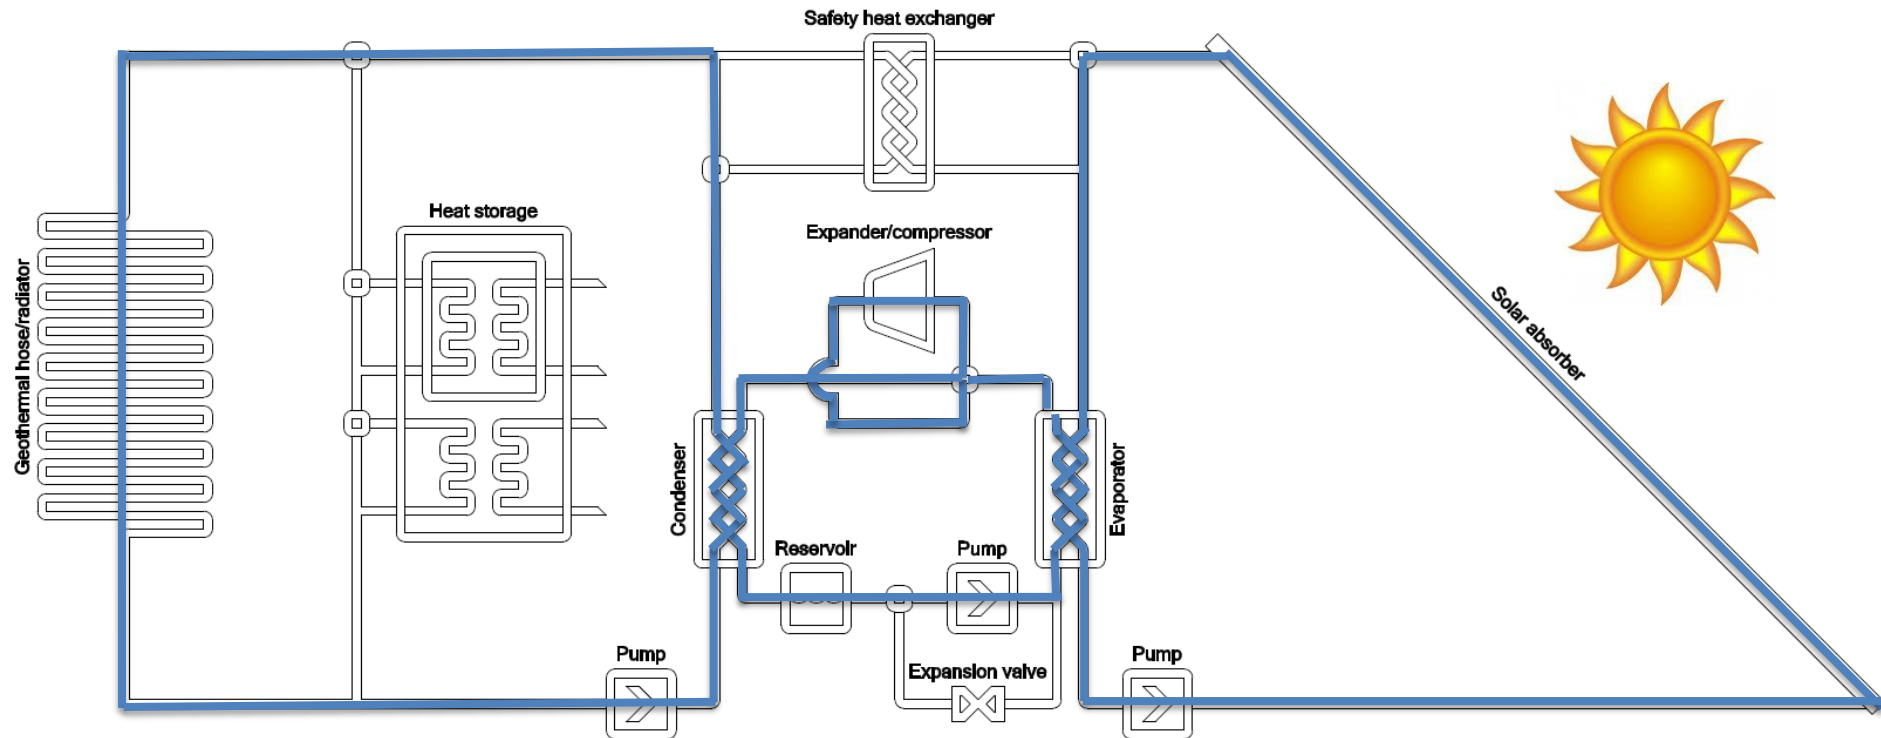 Safety heat exchanger
Heat storage
Expander/compressor
Geothermal hose/radiator
Solar absorber
Condenser
Evaporator
Reservoir
Pump
Pump
Expansion valve
Pump